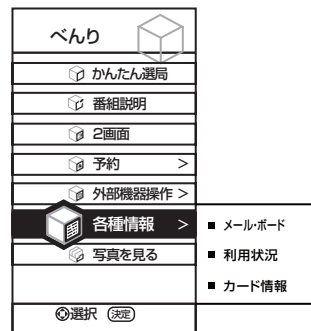 べんり
かんたん選局
番組説明
2画面
予約 >
外部機器操作 >
各種情報 >
写真を見る
選択 決定
メール・ボード
利用状況
カード情報